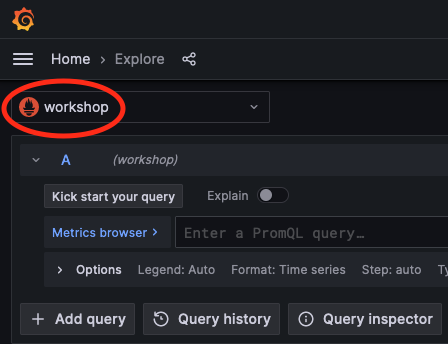 Home > Explore
workshop
A (workshop)
Kick start your query Explain
Metrics browser > Enter a PromQL query…
> Options Legend: Auto Format: Time series Step: auto Ty
+ Add query Query history Query inspector